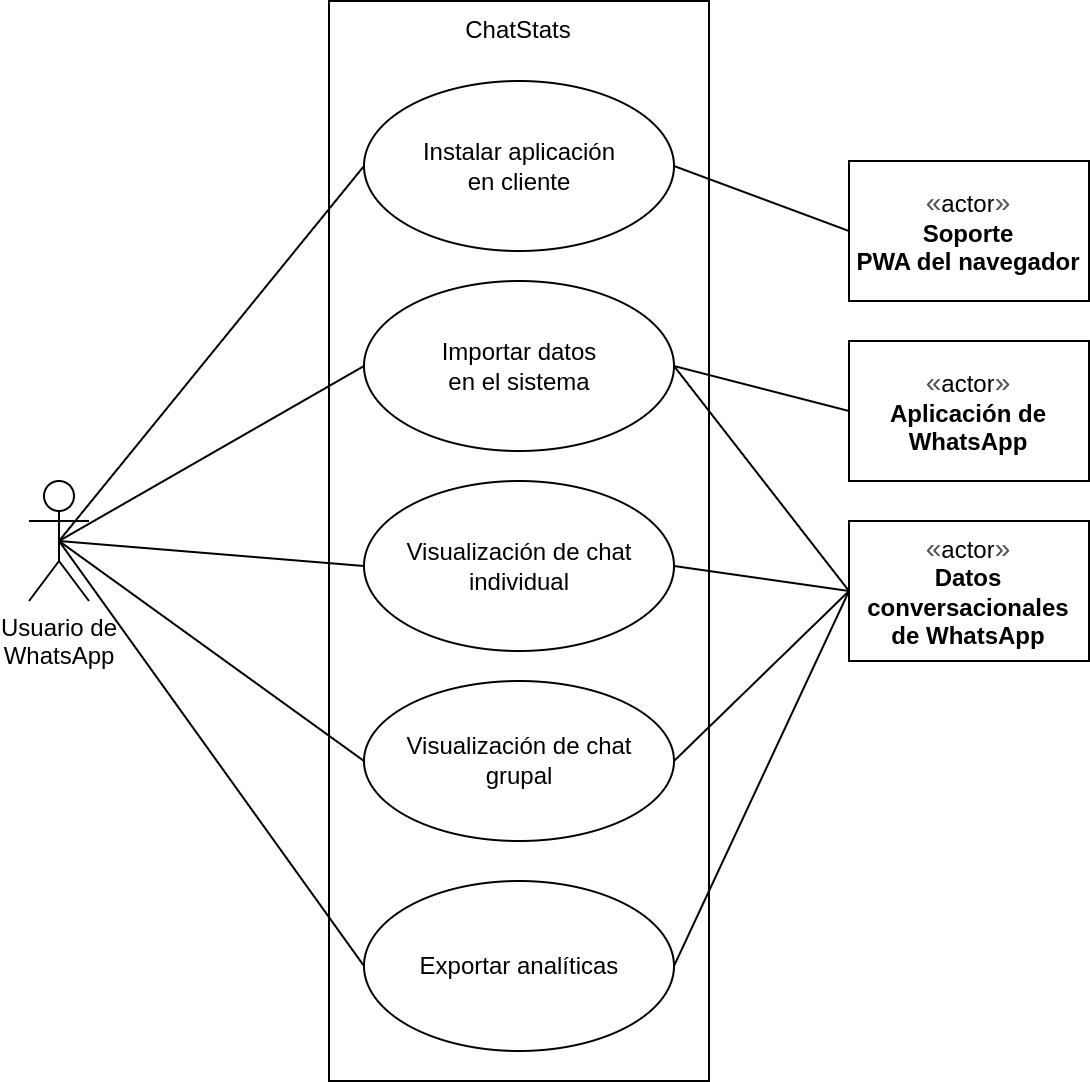 ChatStats
Instalar aplicación
en cliente
«actor»
Soporte
PWA del navegador
Importar datos
en el sistema
«actor»
Aplicación de
WhatsApp
Visualización de chat
individual
«actor»
Datos
conversacionales
de WhatsApp
Usuario de
WhatsApp
Visualización de chat
grupal
Exportar analíticas